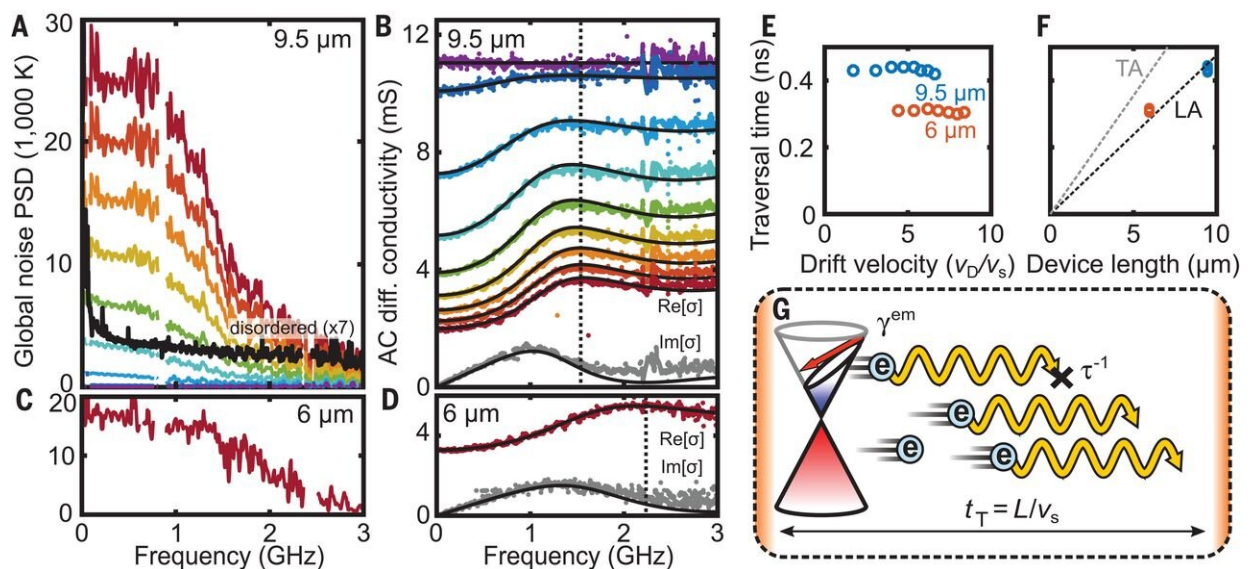 A
30
20
10
0
Global noise PSD (1,000 K)
9.5 µm
disordered (x7)
C
20
10
0
6 µm
0
1
2
3
Frequency (GHz)
B
12
8
4
0
AC diff. conductivity (mS)
9.5 µm
Re[σ]
Im[σ]
D
4
0
6 µm
Re[σ]
Im[σ]
0
1
2
3
Frequency (GHz)
E
Traversal time (ns)
0.4
0.2
0
9.5 µm
6 µm
0
5
10
Drift velocity (v_D/v_s)
F
TA
LA
0
5
10
Device length (µm)
G
γ^em
e
τ⁻¹
e
e
e
t_T = L/v_s